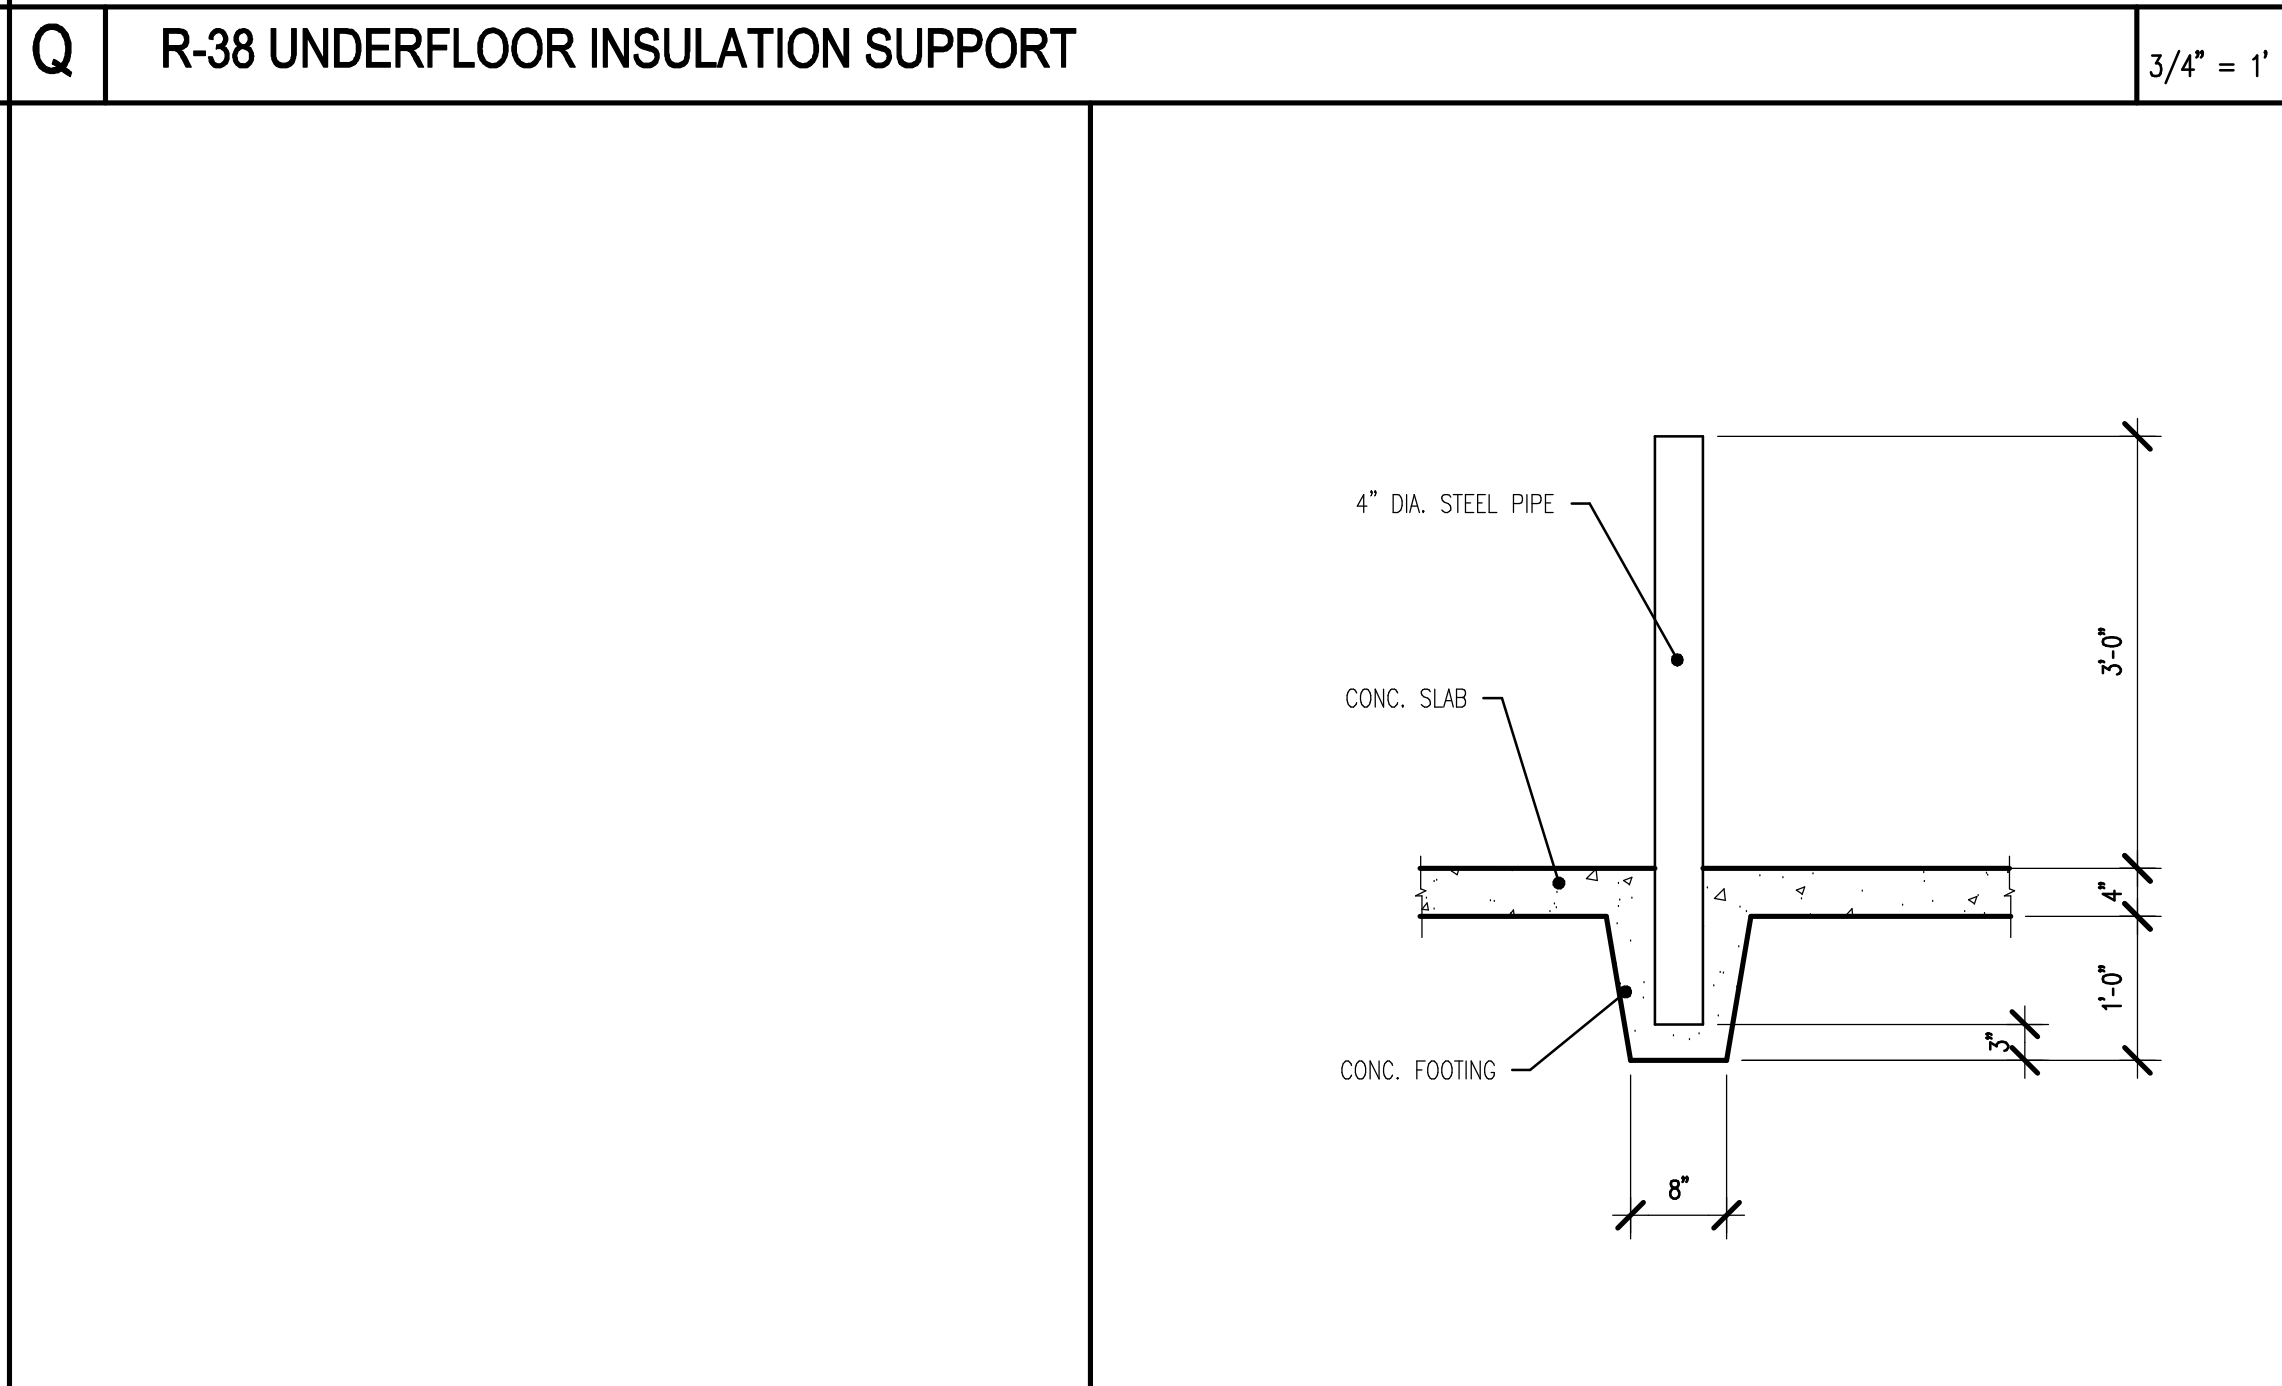 Q
R-38 UNDERFLOOR INSULATION SUPPORT
3/4" = 1'
4" DIA. STEEL PIPE
3'-0"
CONC. SLAB
4"
1'-0"
3"
CONC. FOOTING
8"